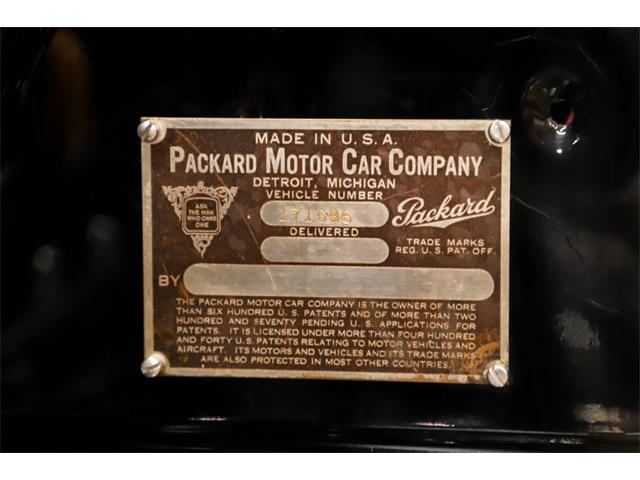 MADE IN U.S.A.
PACKARD MOTOR CAR COMPANY
DETROIT, MICHIGAN
VEHICLE NUMBER
171696
DELIVERED
ASK
THE MAN
WHO OWNS
ONE
Packard
TRADE MARKS
REG. U.S. PAT. OFF.
BY
THE PACKARD MOTOR CAR COMPANY IS THE OWNER OF MORE
THAN SIX HUNDRED U.S. PATENTS AND OF MORE THAN TWO
HUNDRED AND SEVENTY PENDING U.S. APPLICATIONS FOR
PATENTS. IT IS LICENSED UNDER MORE THAN FOUR HUNDRED
AND FORTY U.S. PATENTS RELATING TO MOTOR VEHICLES AND
AIRCRAFT. ITS MOTORS AND VEHICLES AND ITS TRADE MARKS
ARE ALSO PROTECTED IN MOST OTHER COUNTRIES.